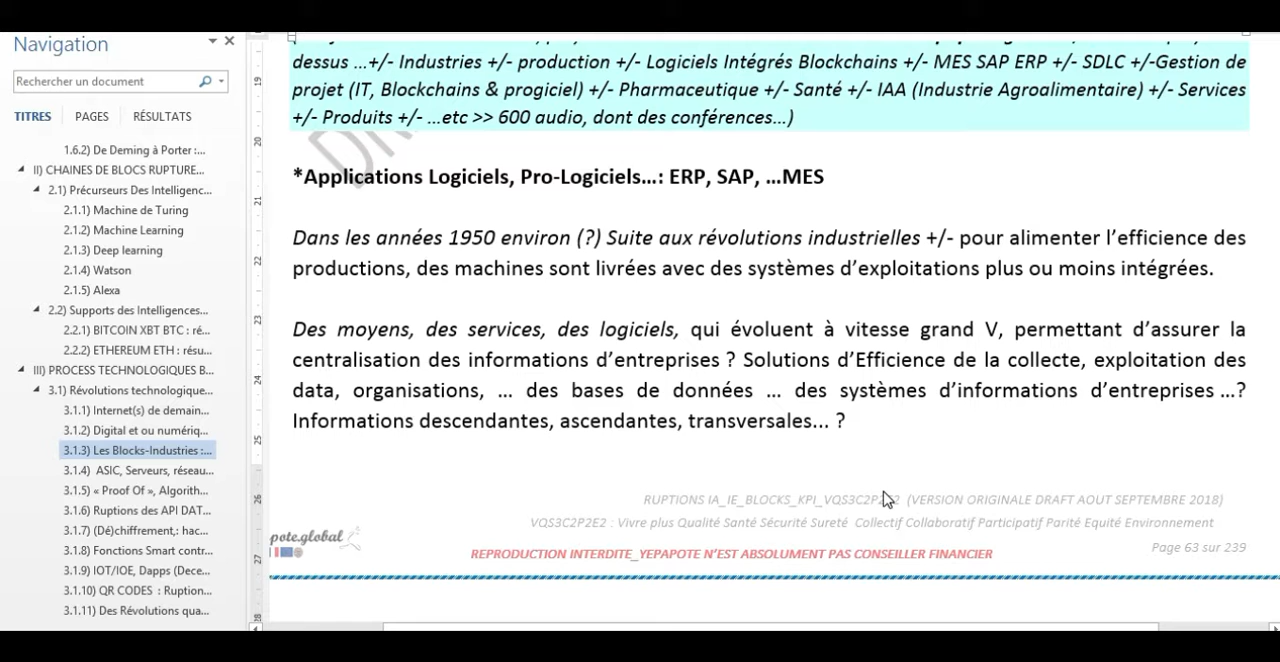 Navigation
Rechercher un document
TITRES PAGES RÉSULTATS
1.6.2) De Deming à Porter :...
II) CHAINES DE BLOCS RUPTURE...
2.1) Précurseurs Des Intelligenc...
2.1.1) Machine de Turing
2.1.2) Machine Learning
2.1.3) Deep learning
2.1.4) Watson
2.1.5) Alexa
2.2) Supports des Intelligences...
2.2.1) BITCOIN XBT BTC : ré...
2.2.2) ETHEREUM ETH : résu...
III) PROCESS TECHNOLOGIQUES B...
3.1) Révolutions technologique...
3.1.1) Internet(s) de demain...
3.1.2) Digital et ou numériq...
3.1.3) Les Blocks-Industries :...
3.1.4) ASIC, Serveurs, réseau...
3.1.5) « Proof Of », Algorith...
3.1.6) Ruptions des API DAT...
3.1.7) (Dé)chiffrement,: hac...
3.1.8) Fonctions Smart contr...
3.1.9) IOT/IOE, Dapps (Dece...
3.1.10) QR CODES : Ruption...
3.1.11) Des Révolutions qua...
19
20
21
22
23
24
25
26
27
28
dessus ...+/- Industries +/- production +/- Logiciels Intégrés Blockchains +/- MES SAP ERP +/- SDLC +/-Gestion de
projet (IT, Blockchains & progiciel) +/- Pharmaceutique +/- Santé +/- IAA (Industrie Agroalimentaire) +/- Services
+/- Produits +/- ...etc >> 600 audio, dont des conférences...)
*Applications Logiciels, Pro-Logiciels...: ERP, SAP, ...MES
Dans les années 1950 environ (?) Suite aux révolutions industrielles +/- pour alimenter l'efficience des
productions, des machines sont livrées avec des systèmes d'exploitations plus ou moins intégrées.
Des moyens, des services, des logiciels, qui évoluent à vitesse grand V, permettant d'assurer la
centralisation des informations d'entreprises ? Solutions d'Efficience de la collecte, exploitation des
data, organisations, ... des bases de données ... des systèmes d'informations d'entreprises ...?
Informations descendantes, ascendantes, transversales... ?
RUPTIONS IA_IE_BLOCKS_KPI_VQS3C2P2E2 (VERSION ORIGINALE DRAFT AOUT SEPTEMBRE 2018)
VQS3C2P2E2 : Vivre plus Qualité Santé Sécurité Sureté Collectif Collaboratif Participatif Parité Equité Environnement
pote.global
REPRODUCTION INTERDITE_YEPAPOTE N'EST ABSOLUMENT PAS CONSEILLER FINANCIER
Page 63 sur 239